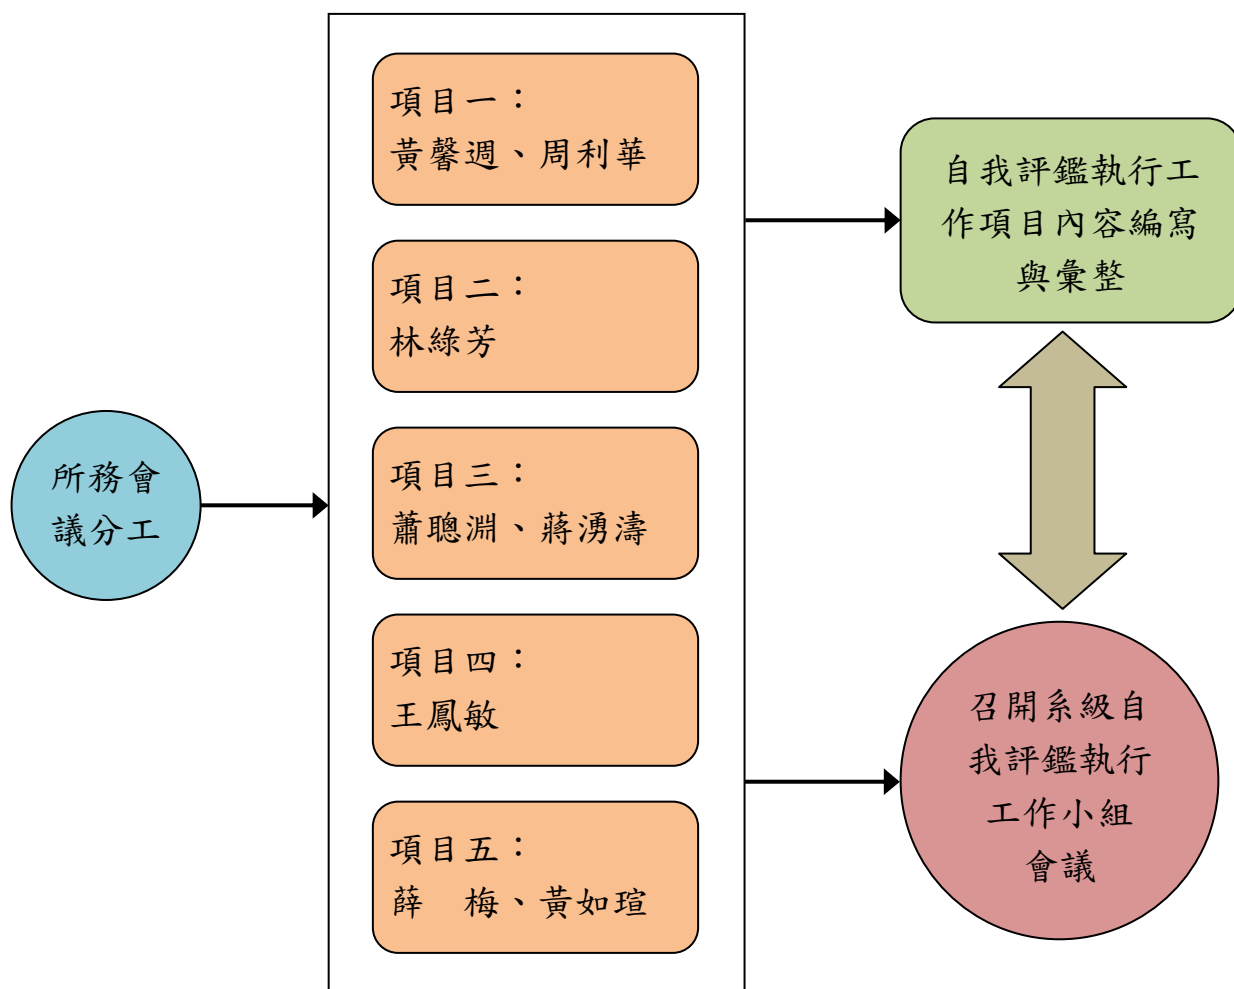 所務會
議分工
項目一：
黃馨週、周利華
項目二：
林綠芳
項目三：
蕭聰淵、蔣湧濤
項目四：
王鳳敏
項目五：
薛　梅、黃如瑄
自我評鑑執行工
作項目內容編寫
與彙整
召開系級自
我評鑑執行
工作小組
會議